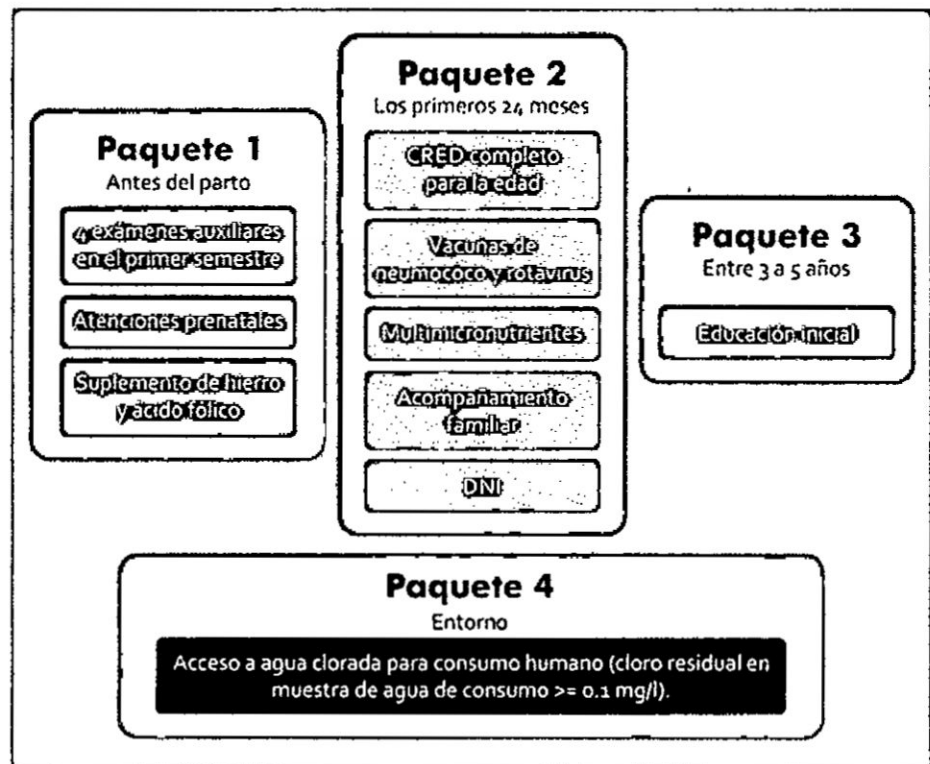 Paquete 1
Antes del parto
4 exámenes auxiliares
en el primer semestre
Atenciones prenatales
Suplemento de hierro
y ácido fólico
Paquete 2
Los primeros 24 meses
CRED completo
para la edad
Vacunas de
neumococo y rotavirus
Multimicronutrientes
Acompañamiento
familiar
DNI
Paquete 3
Entre 3 a 5 años
Educación inicial
Paquete 4
Entorno
Acceso a agua clorada para consumo humano (cloro residual en
muestra de agua de consumo >= 0.1 mg/l).